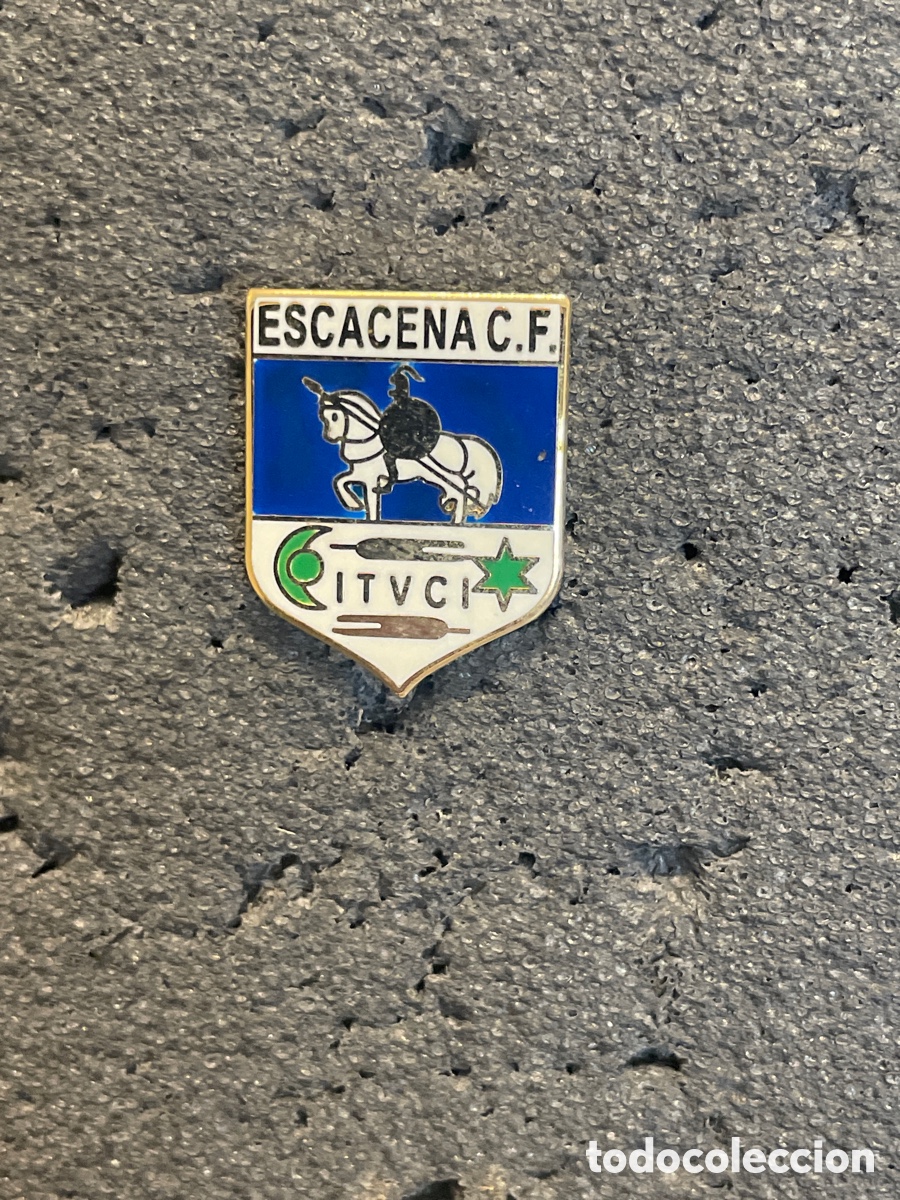 ESCACENA C.F.
ITVCI
todocoleccion